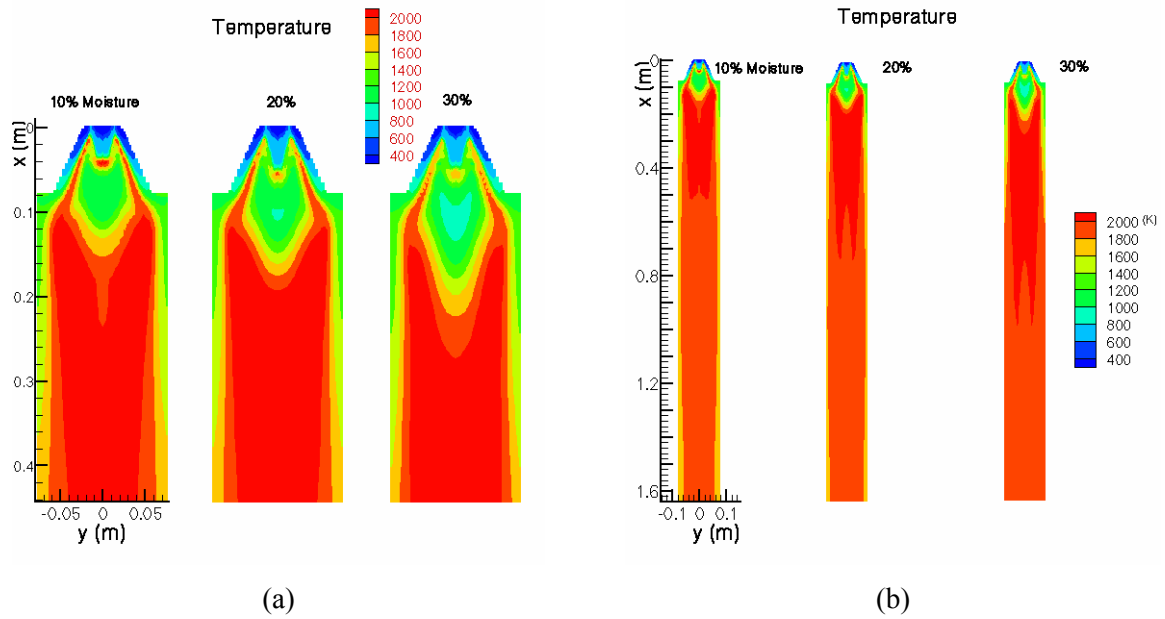 Temperature
2000
1800
1600
1400
1200
1000
800
600
400
10% Moisture
20%
30%
x (m)
0
0.1
0.2
0.3
0.4
-0.05 0 0.05
y (m)
(a)
Temperature
10% Moisture
20%
30%
x (m)
0
0.4
0.8
1.2
1.6
-0.1 0 0.1
y (m)
2000 (K)
1800
1600
1400
1200
1000
800
600
400
(b)